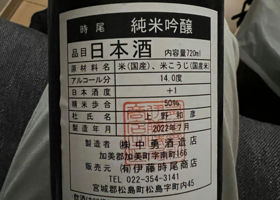 時尾 純米吟醸
品目 日本酒 内容量720ml
原材料名 米(国産)、米こうじ(国産米)
アルコール分 14.0度
日本酒度 +1
精米歩合 50%
杜氏名 上野和彦
製造年月 2022年7月
製造者 ㈱中勇酒造店
加美郡加美町字南町166
販売元 ㈲伊藤時尾商店
☎ 022-354-3141
宮城郡松島町松島字町内45